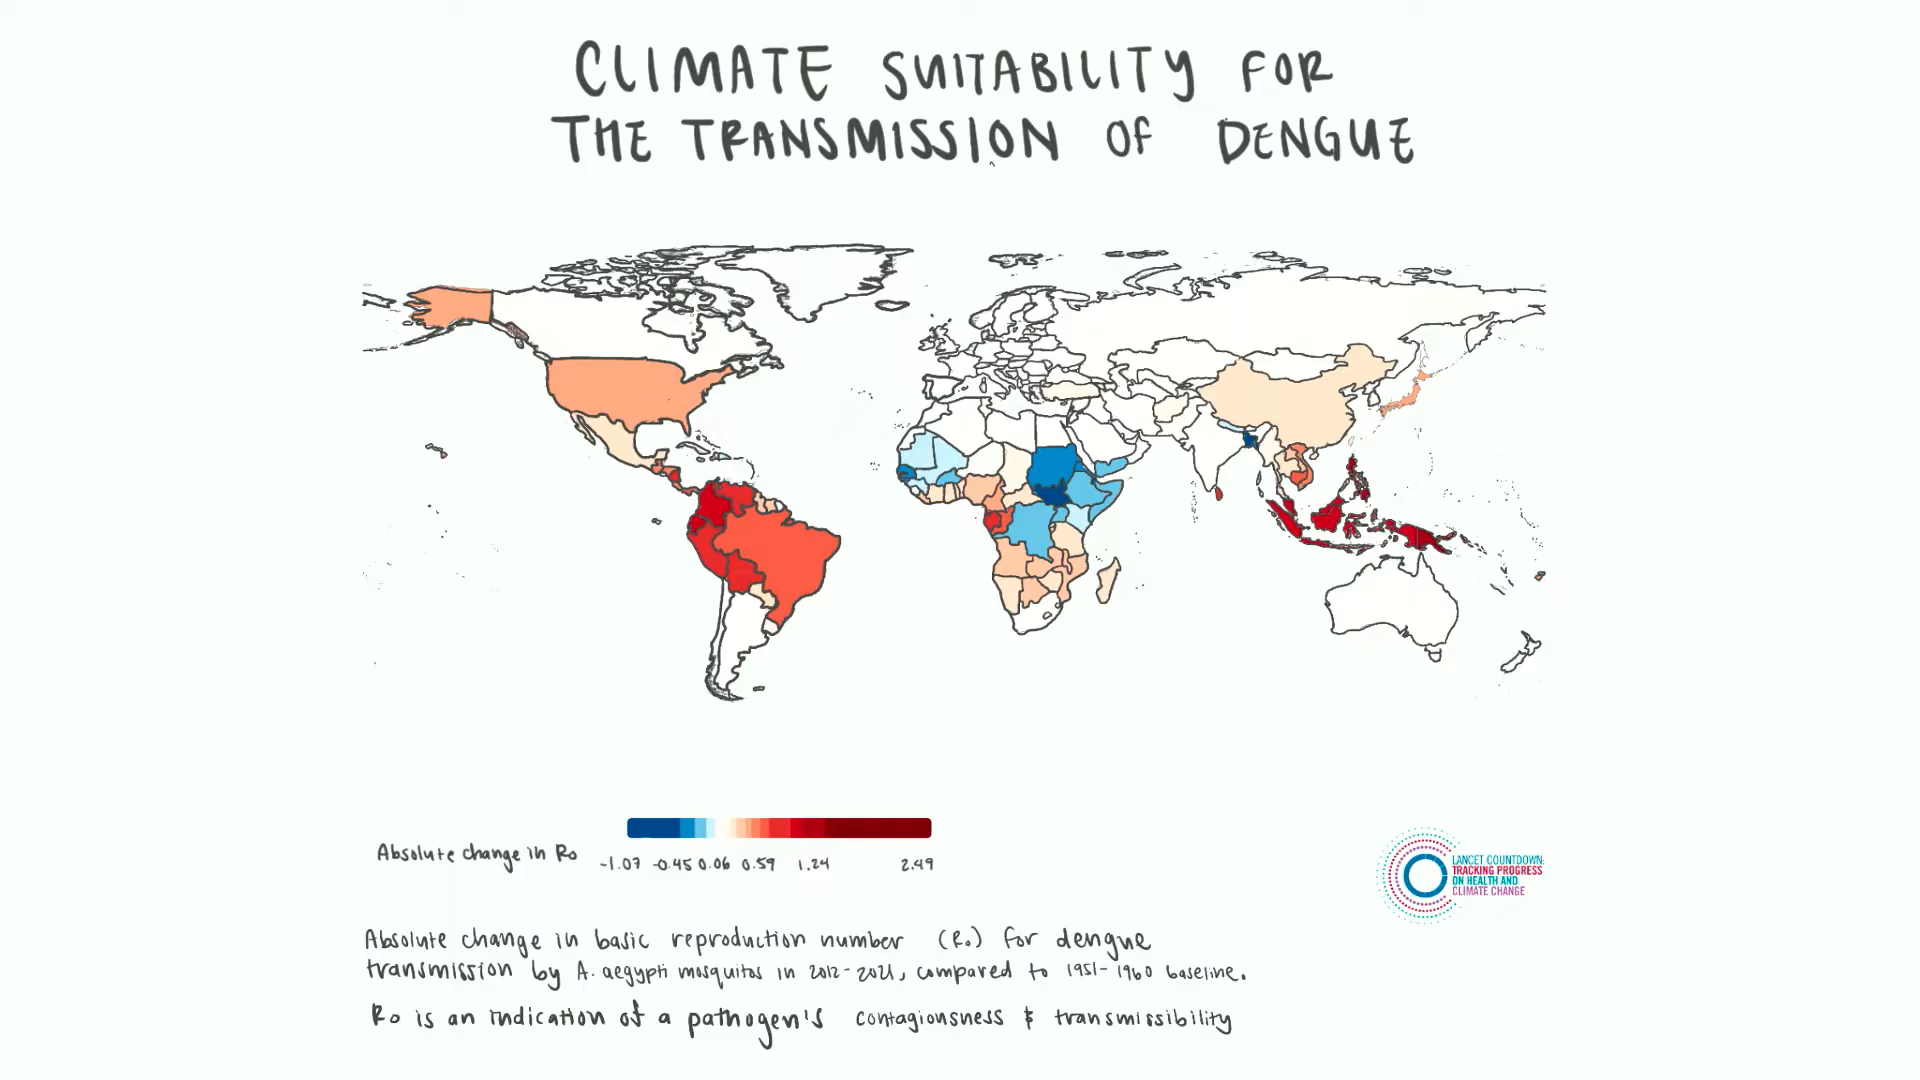 CLIMATE SUITABILITY FOR
THE TRANSMISSION OF DENGUE
Absolute change in Ro
-1.07 -0.45 0.06 0.59 1.24 2.49
LANCET COUNTDOWN:
TRACKING PROGRESS
ON HEALTH AND
CLIMATE CHANGE
Absolute change in basic reproduction number (Ro) for dengue
transmission by A. aegypti mosquitos in 2012-2021, compared to 1951-1960 baseline.
Ro is an indication of a pathogen's contagiousness & transmissibility